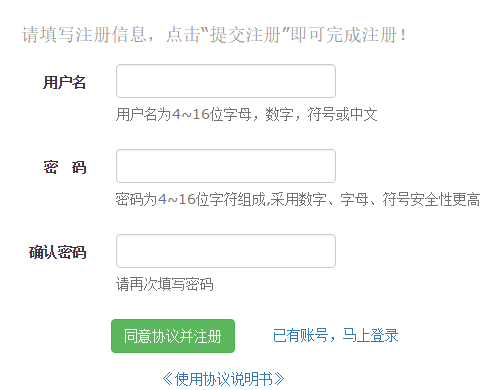 请填写注册信息，点击“提交注册”即可完成注册！
用户名
用户名为4~16位字母，数字，符号或中文
密 码
密码为4~16位字符组成,采用数字、字母、符号安全性更高
确认密码
请再次填写密码
同意协议并注册 已有账号，马上登录
《使用协议说明书》